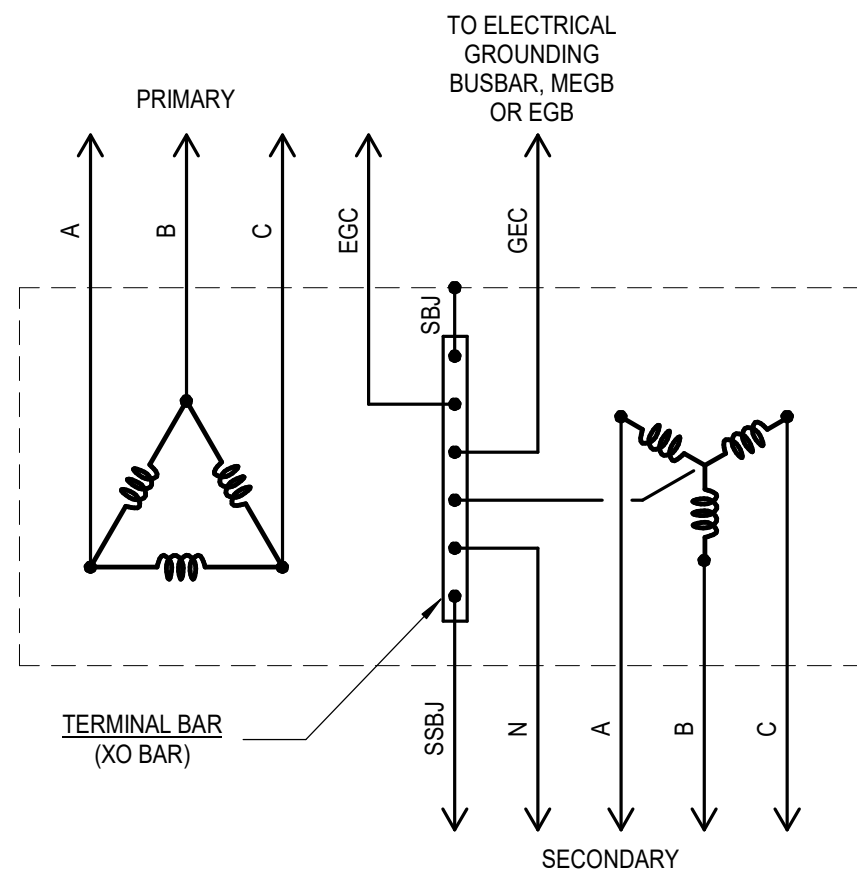 TO ELECTRICAL
GROUNDING
BUSBAR, MEGB
OR EGB
PRIMARY
A
B
C
EGC
GEC
SBJ
TERMINAL BAR
(XO BAR)
SSBJ
N
A
B
C
SECONDARY